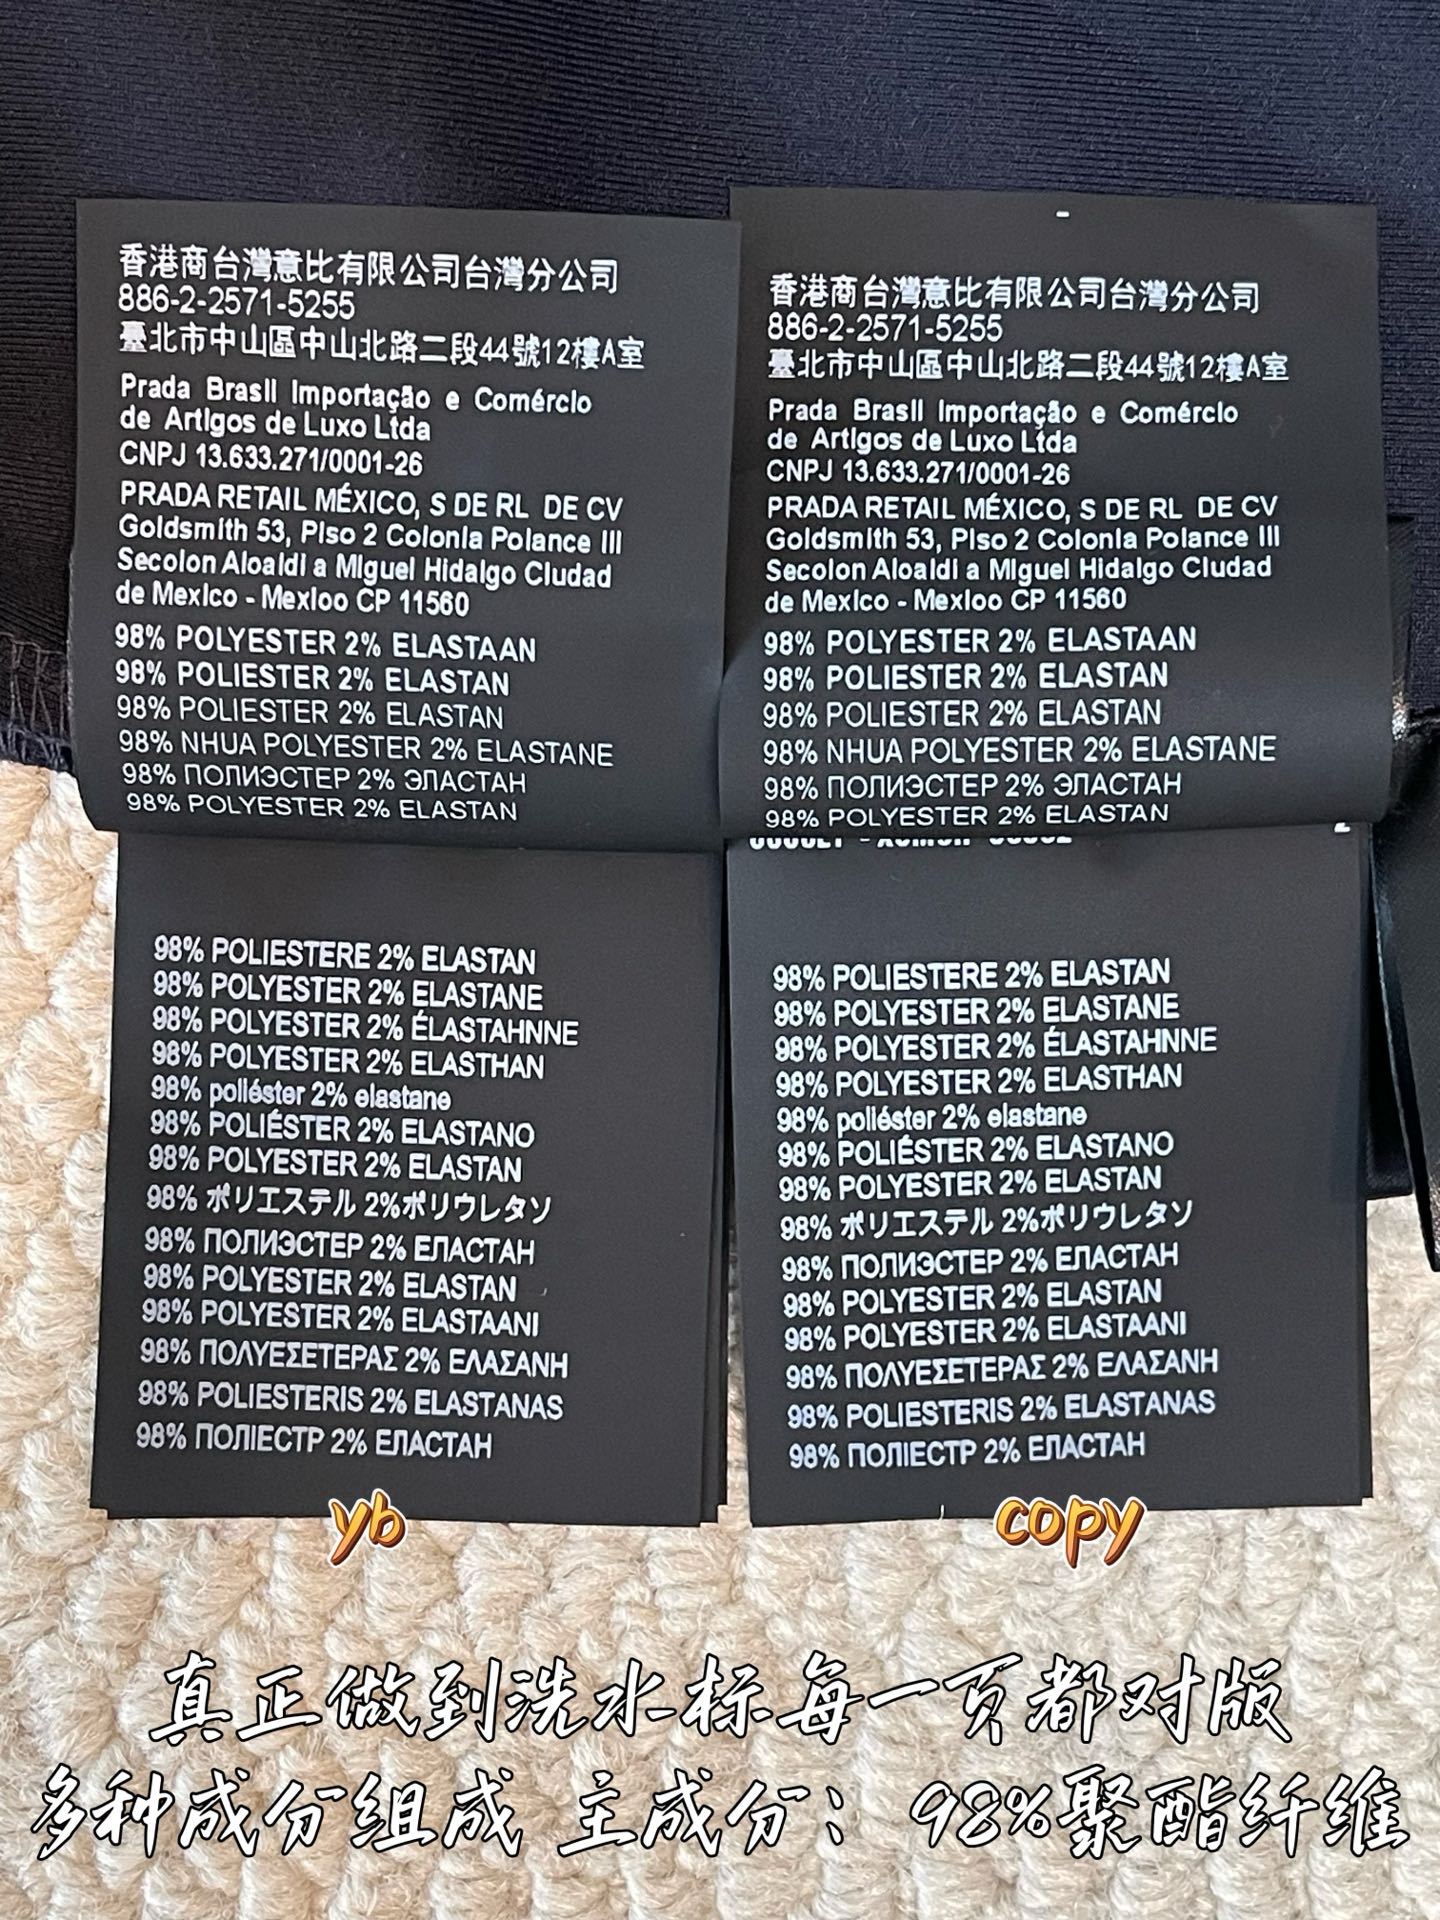 香港商台灣意比有限公司台灣分公司
886-2-2571-5255
臺北市中山區中山北路二段44號12樓A室
Prada Brasil Importação e Comércio
de Artigos de Luxo Ltda
CNPJ 13.633.271/0001-26
PRADA RETAIL MÉXICO, S DE RL DE CV
Goldsmith 53, Piso 2 Colonia Polance III
Secolon Aloaldi a Miguel Hidalgo Ciudad
de Mexico - Mexioo CP 11560
98% POLYESTER 2% ELASTAAN
98% POLIESTER 2% ELASTAN
98% POLIESTER 2% ELASTAN
98% NHUA POLYESTER 2% ELASTANE
98% ПОЛИЭСТЕР 2% ЭЛАСТАН
98% POLYESTER 2% ELASTAN
98% POLIESTERE 2% ELASTAN
98% POLYESTER 2% ELASTANE
98% POLYESTER 2% ÉLASTAHNNE
98% POLYESTER 2% ELASTHAN
98% poliéster 2% elastane
98% POLIÉSTER 2% ELASTANO
98% POLYESTER 2% ELASTAN
98% ポリエステル 2%ポリウレタソ
98% ПОЛИЭСТЕР 2% ЕЛАСТАН
98% POLYESTER 2% ELASTAN
98% POLYESTER 2% ELASTAANI
98% ΠΟΛΥΕΣΕΤΕΡΑΣ 2% ΕΛΑΣΑΝΗ
98% POLIESTERIS 2% ELASTANAS
98% ПОЛІЕСТР 2% ЕЛАСТАН
yb
香港商台灣意比有限公司台灣分公司
886-2-2571-5255
臺北市中山區中山北路二段44號12樓A室
Prada Brasil Importação e Comércio
de Artigos de Luxo Ltda
CNPJ 13.633.271/0001-26
PRADA RETAIL MÉXICO, S DE RL DE CV
Goldsmith 53, Piso 2 Colonia Polance III
Secolon Aloaldi a Miguel Hidalgo Ciudad
de Mexico - Mexioo CP 11560
98% POLYESTER 2% ELASTAAN
98% POLIESTER 2% ELASTAN
98% POLIESTER 2% ELASTAN
98% NHUA POLYESTER 2% ELASTANE
98% ПОЛИЭСТЕР 2% ЭЛАСТАН
98% POLYESTER 2% ELASTAN
98% POLIESTERE 2% ELASTAN
98% POLYESTER 2% ELASTANE
98% POLYESTER 2% ÉLASTAHNNE
98% POLYESTER 2% ELASTHAN
98% poliéster 2% elastane
98% POLIÉSTER 2% ELASTANO
98% POLYESTER 2% ELASTAN
98% ポリエステル 2%ポリウレタソ
98% ПОЛИЭСТЕР 2% ЕЛАСТАН
98% POLYESTER 2% ELASTAN
98% POLYESTER 2% ELASTAANI
98% ΠΟΛΥΕΣΕΤΕΡΑΣ 2% ΕΛΑΣΑΝΗ
98% POLIESTERIS 2% ELASTANAS
98% ПОЛІЕСТР 2% ЕЛАСТАН
copy
真正做到洗水标每一页都对版
多种成分组成 主成分：98%聚酯纤维